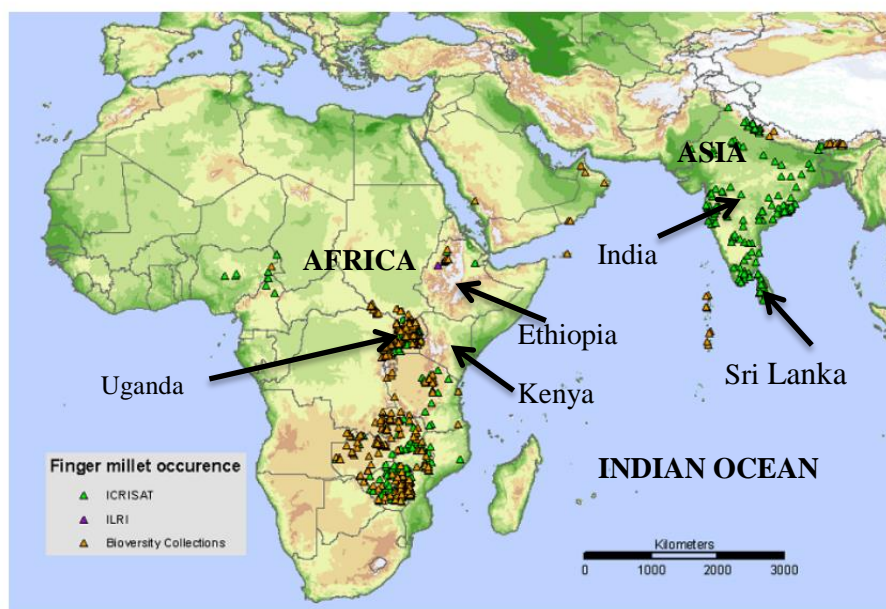 ASIA
AFRICA
India
Ethiopia
Uganda
Kenya
Sri Lanka
Finger millet occurence
ICRISAT
ILRI
Bioversity Collections
INDIAN OCEAN
Kilometers
0 1000 2000 3000